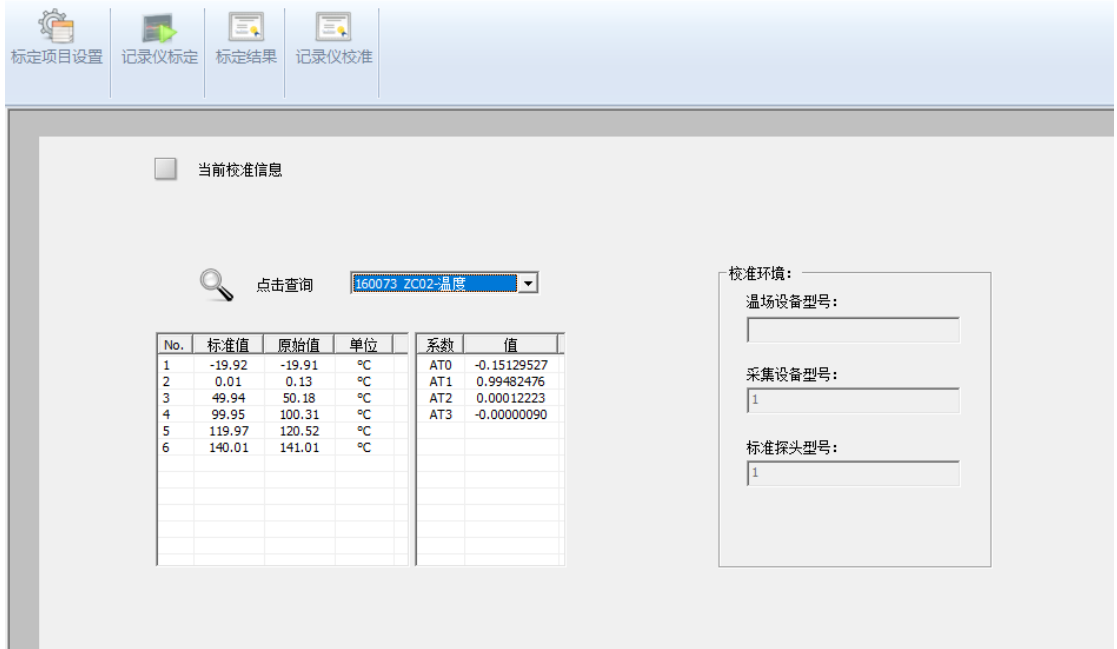 标定项目设置 记录仪标定 标定结果 记录仪校准
当前校准信息
点击查询 160073 ZC02-温度
No. 标准值 原始值 单位
1 -19.92 -19.91 ℃
2 0.01 0.13 ℃
3 49.94 50.18 ℃
4 99.95 100.31 ℃
5 119.97 120.52 ℃
6 140.01 141.01 ℃
系数 值
AT0 -0.15129527
AT1 0.99482476
AT2 0.00012223
AT3 -0.00000090
校准环境：
温场设备型号：
采集设备型号：
1
标准探头型号：
1